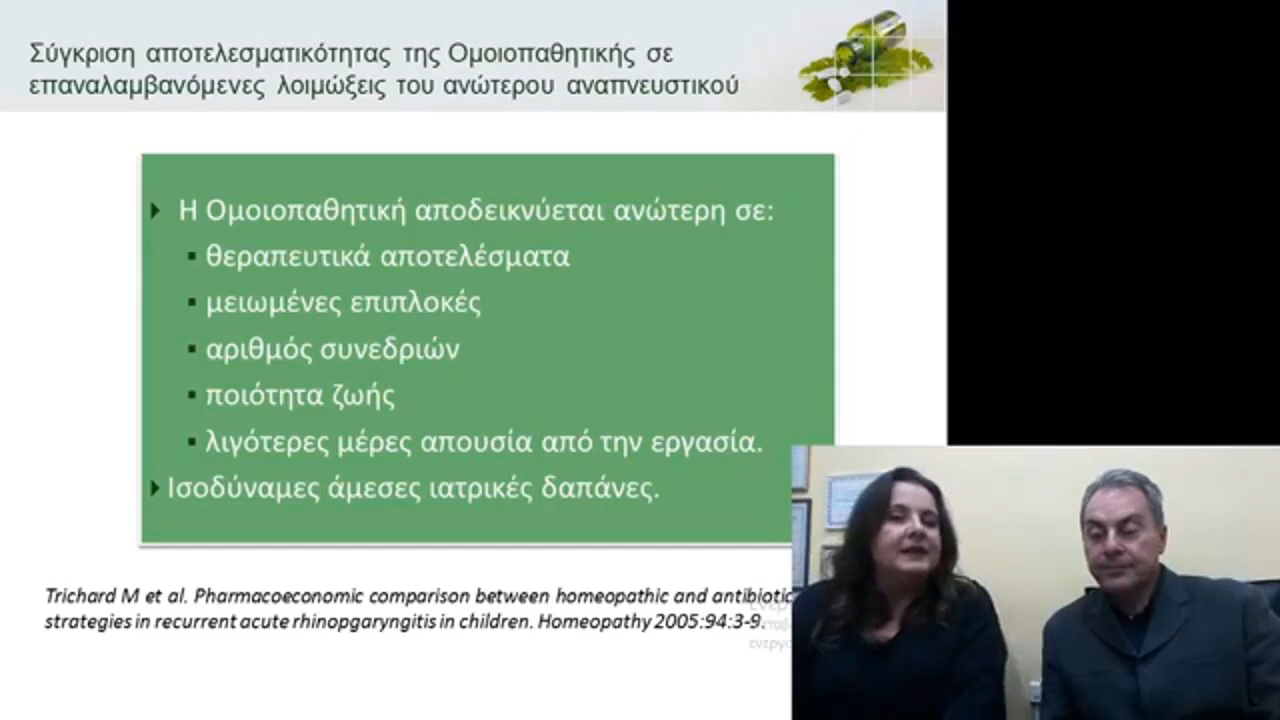 Σύγκριση αποτελεσματικότητας της Ομοιοπαθητικής σε
επαναλαμβανόμενες λοιμώξεις του ανώτερου αναπνευστικού
Η Ομοιοπαθητική αποδεικνύεται ανώτερη σε:
θεραπευτικά αποτελέσματα
μειωμένες επιπλοκές
αριθμός συνεδριών
ποιότητα ζωής
λιγότερες μέρες απουσία από την εργασία.
Ισοδύναμες άμεσες ιατρικές δαπάνες.
Trichard M et al. Pharmacoeconomic comparison between homeopathic and antibiotic
strategies in recurrent acute rhinopgaryngitis in children. Homeopathy 2005:94:3-9.